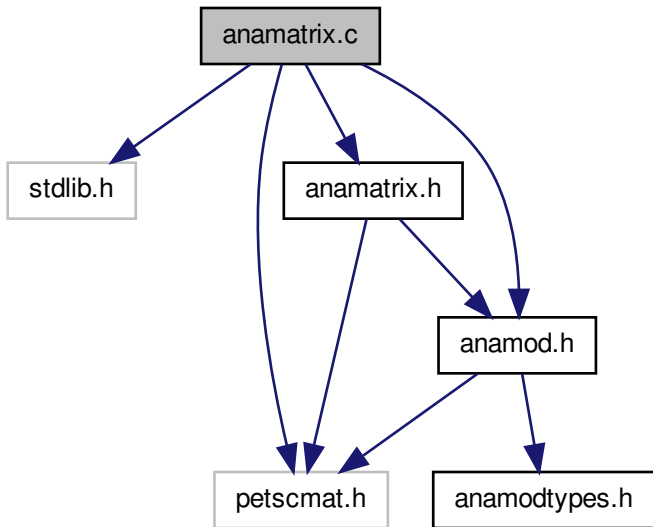 anamatrix.c
stdlib.h
anamatrix.h
anamod.h
petscmat.h
anamodtypes.h